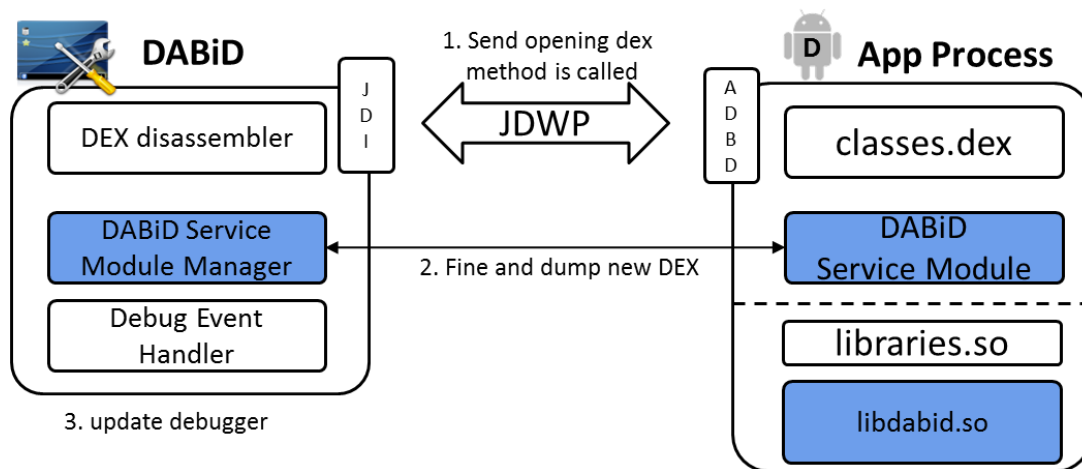 DABiD
1. Send opening dex
method is called
D
App Process
J
D
I
A
D
B
D
JDWP
DEX disassembler
classes.dex
DABiD Service
Module Manager
2. Fine and dump new DEX
DABiD
Service Module
Debug Event
Handler
libraries.so
3. update debugger
libdabid.so